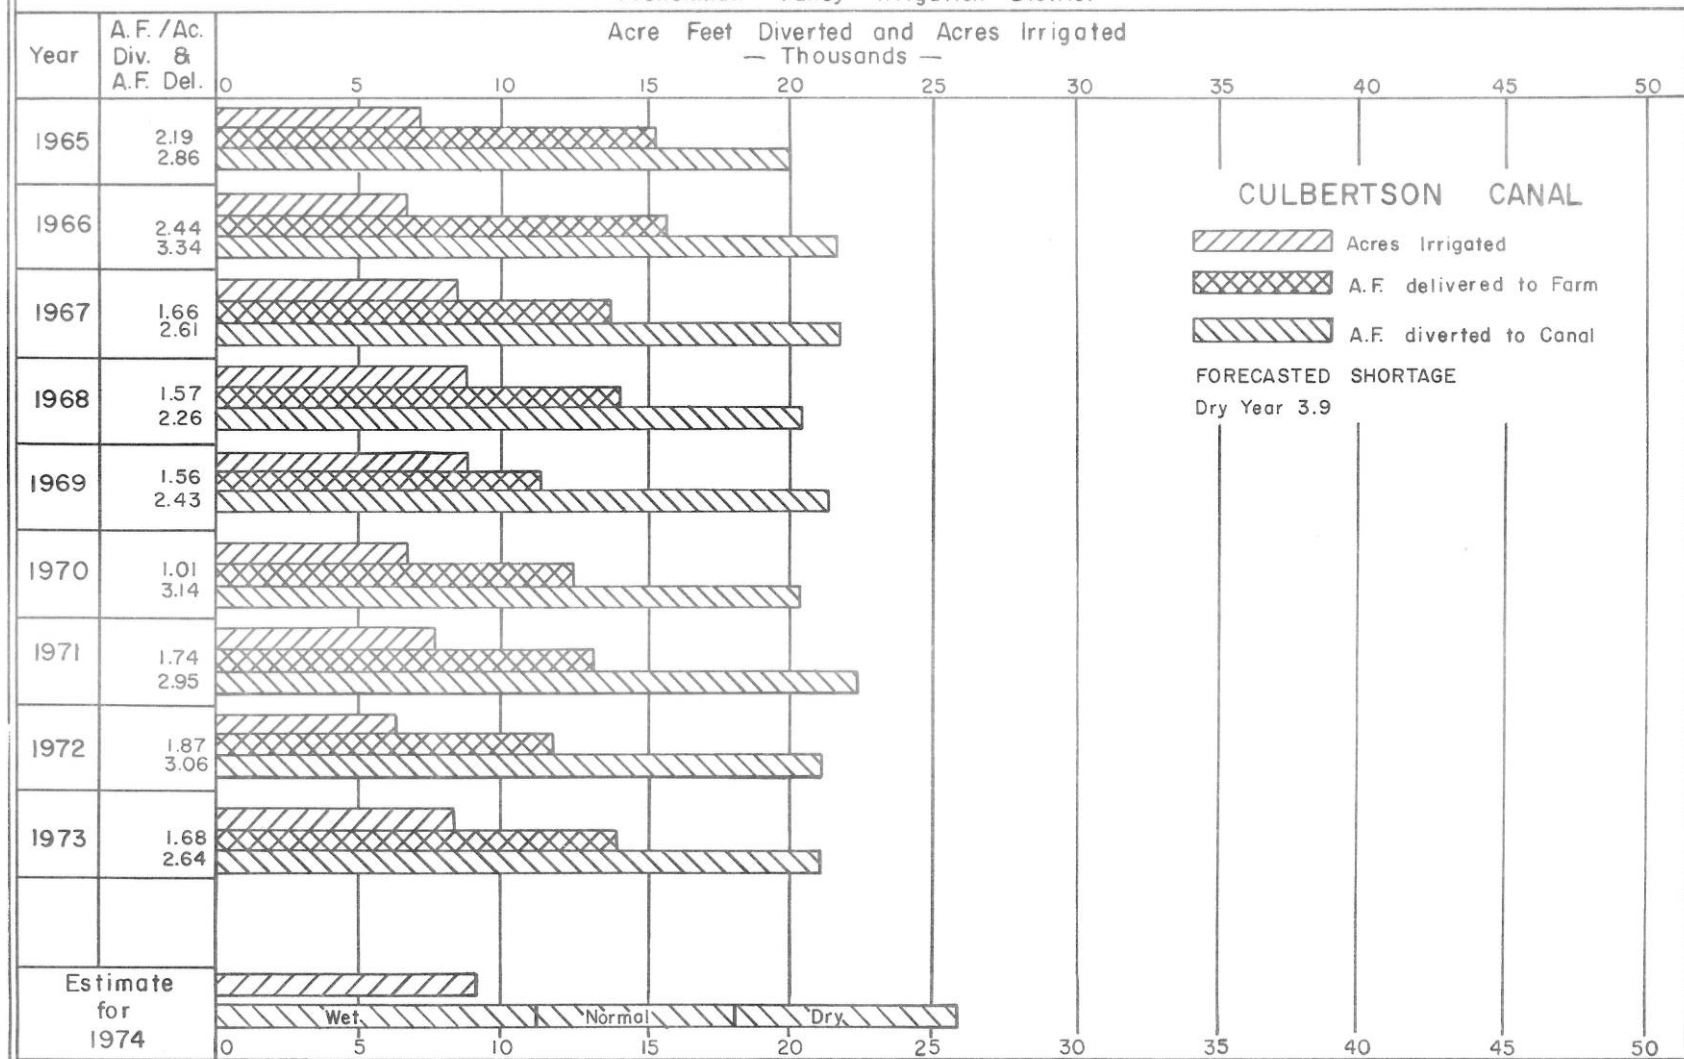 Valley Irrigation District
Year
A.F./Ac.
Div. &
A.F. Del.
Acre Feet Diverted and Acres Irrigated
— Thousands —
0 5 10 15 20 25 30 35 40 45 50
1965
2.19
2.86
1966
2.44
3.34
1967
1.66
2.61
1968
1.57
2.26
1969
1.56
2.43
1970
1.01
3.14
1971
1.74
2.95
1972
1.87
3.06
1973
1.68
2.64
CULBERTSON CANAL
Acres Irrigated
A.F. delivered to Farm
A.F. diverted to Canal
FORECASTED SHORTAGE
Dry Year 3.9
Estimate
for
1974
Wet Normal Dry
0 5 10 15 20 25 30 35 40 45 50